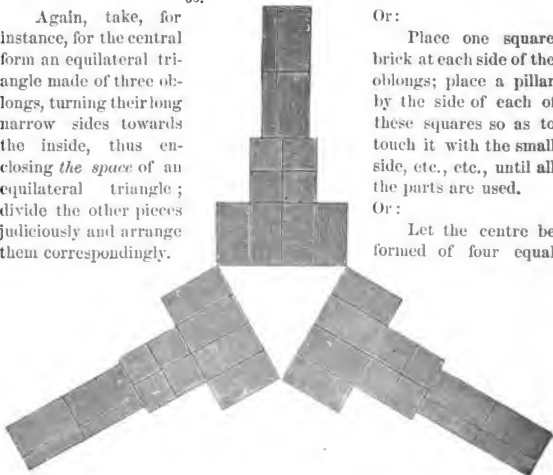 Again, take, for
instance, for the central
form an equilateral tri-
angle made of three ob-
longs, turning their long
narrow sides towards
the inside, thus en-
closing the space of an
equilateral triangle;
divide the other pieces
judiciously and arrange
them correspondingly.
Or:
Place one square
brick at each side of the
oblongs; place a pillar
by the side of each of
these squares so as to
touch it with the small
side, etc., etc., until all
the parts are used.
Or:
Let the centre be
formed of four equal